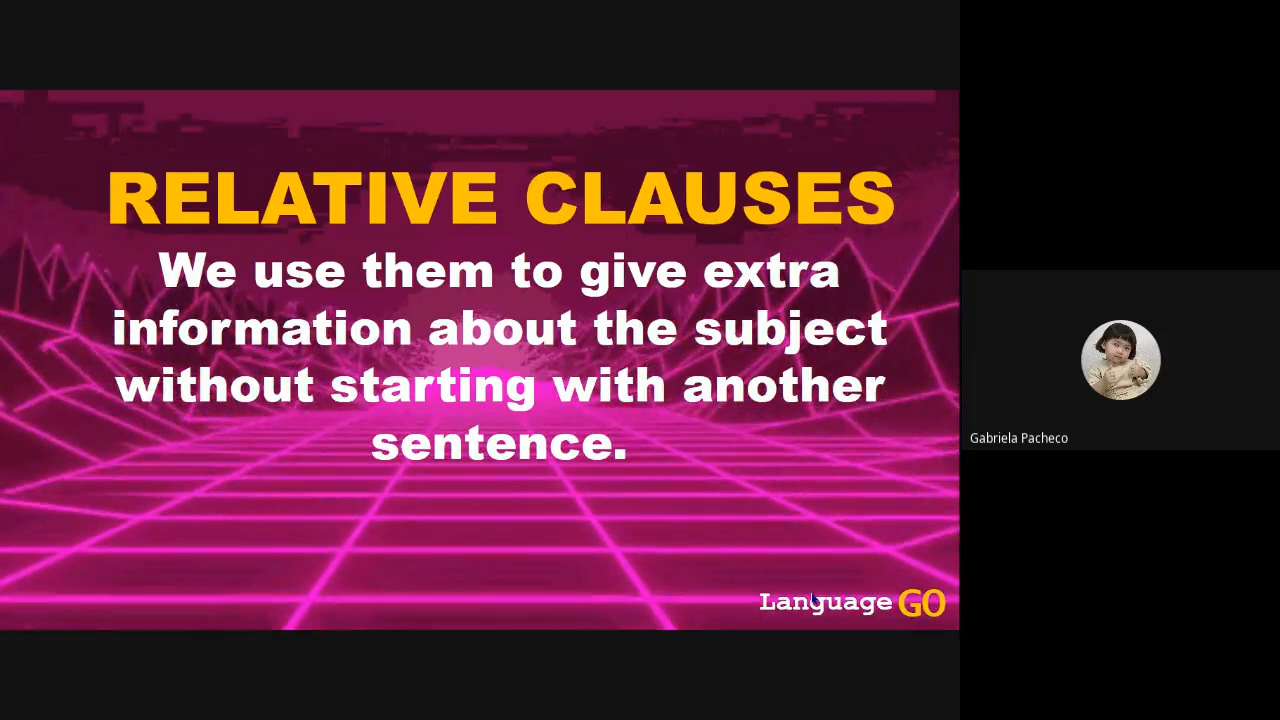 RELATIVE CLAUSES
We use them to give extra
information about the subject
without starting with another
sentence.
Language GO
Gabriela Pacheco